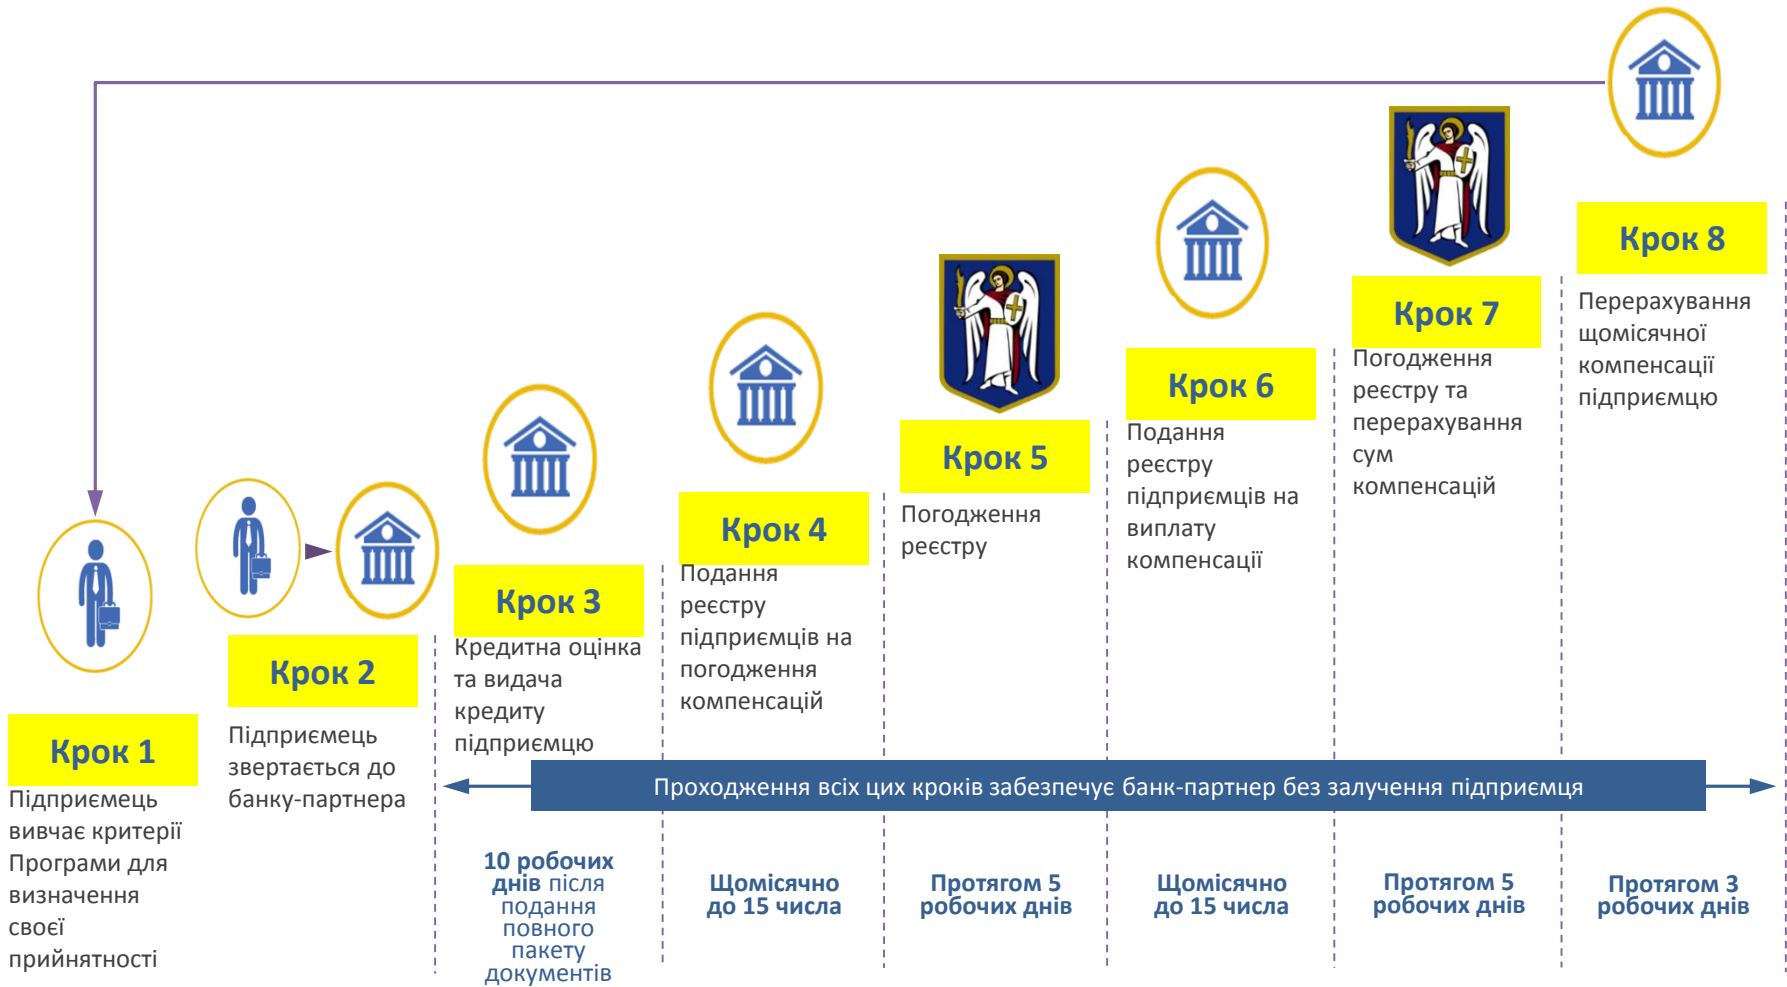 Крок 1
Підприємець
вивчає критерії
Програми для
визначення
своєї
прийнятності
Крок 2
Підприємець
звертається до
банку-партнера
Крок 3
Кредитна оцінка
та видача
кредиту
підприємцю
10 робочих
днів після
подання
повного
пакету
документів
Крок 4
Подання
реєстру
підприємців на
погодження
компенсацій
Щомісячно
до 15 числа
Крок 5
Погодження
реєстру
Протягом 5
робочих днів
Крок 6
Подання
реєстру
підприємців на
виплату
компенсації
Щомісячно
до 15 числа
Крок 7
Погодження
реєстру та
перерахування
сум
компенсацій
Протягом 5
робочих днів
Крок 8
Перерахування
щомісячної
компенсації
підприємцю
Протягом 3
робочих днів
Проходження всіх цих кроків забезпечує банк-партнер без залучення підприємця